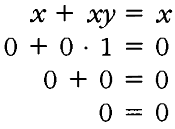 x + xy = x
0 + 0 · 1 = 0
0 + 0 = 0
0 = 0